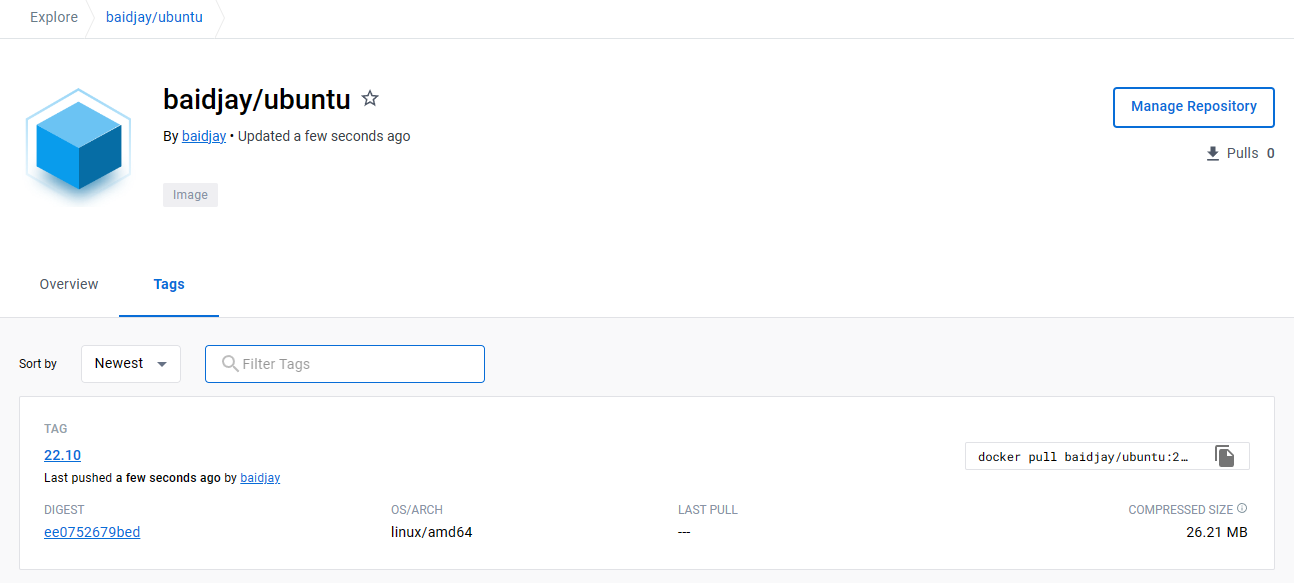 Explore baidjay/ubuntu
baidjay/ubuntu
Manage Repository
By baidjay • Updated a few seconds ago
Pulls 0
Image
Overview Tags
Sort by Newest Filter Tags
TAG
22.10
docker pull baidjay/ubuntu:2…
Last pushed a few seconds ago by baidjay
DIGEST OS/ARCH LAST PULL COMPRESSED SIZE
ee0752679bed linux/amd64 --- 26.21 MB